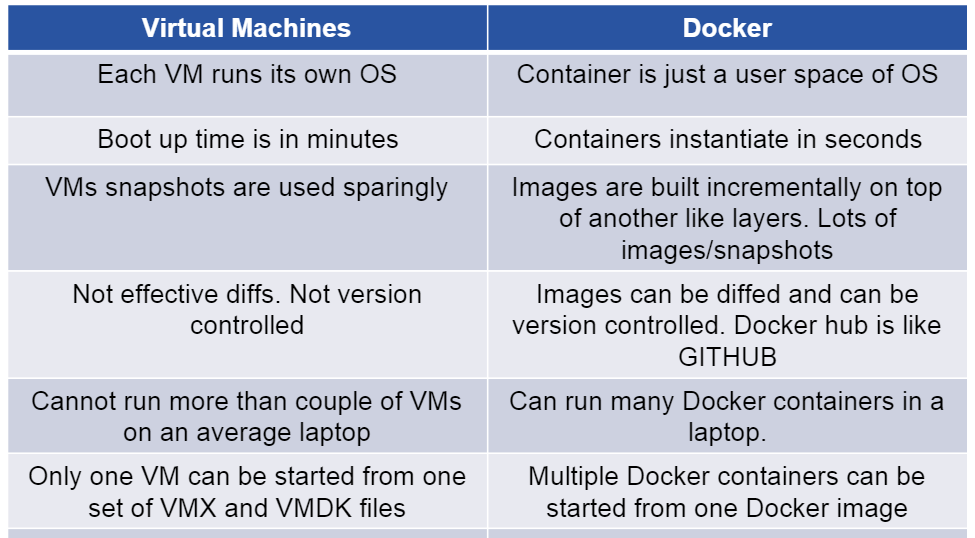 Virtual Machines
Docker
Each VM runs its own OS
Container is just a user space of OS
Boot up time is in minutes
Containers instantiate in seconds
VMs snapshots are used sparingly
Images are built incrementally on top
of another like layers. Lots of
images/snapshots
Not effective diffs. Not version
controlled
Images can be diffed and can be
version controlled. Docker hub is like
GITHUB
Cannot run more than couple of VMs
on an average laptop
Can run many Docker containers in a
laptop.
Only one VM can be started from one
set of VMX and VMDK files
Multiple Docker containers can be
started from one Docker image